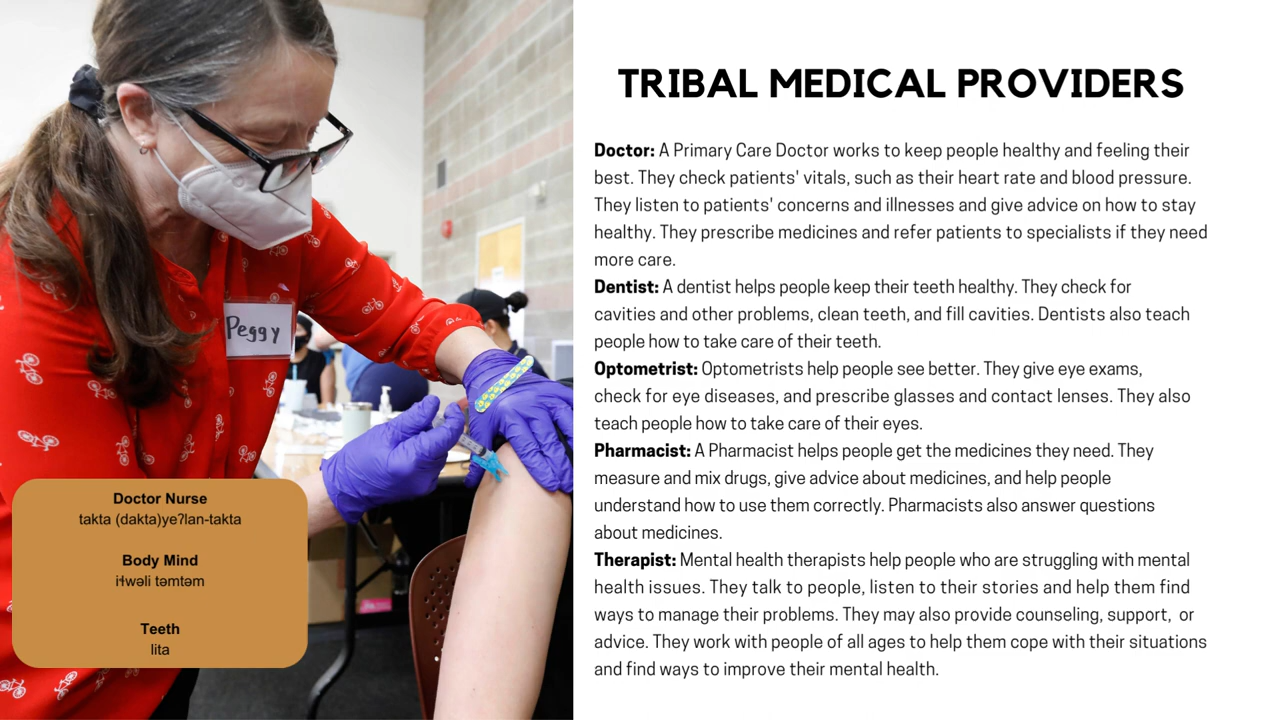 TRIBAL MEDICAL PROVIDERS
Doctor: A Primary Care Doctor works to keep people healthy and feeling their
best. They check patients' vitals, such as their heart rate and blood pressure.
They listen to patients' concerns and illnesses and give advice on how to stay
healthy. They prescribe medicines and refer patients to specialists if they need
more care.
Dentist: A dentist helps people keep their teeth healthy. They check for
cavities and other problems, clean teeth, and fill cavities. Dentists also teach
people how to take care of their teeth.
Optometrist: Optometrists help people see better. They give eye exams,
check for eye diseases, and prescribe glasses and contact lenses. They also
teach people how to take care of their eyes.
Pharmacist: A Pharmacist helps people get the medicines they need. They
measure and mix drugs, give advice about medicines, and help people
understand how to use them correctly. Pharmacists also answer questions
about medicines.
Therapist: Mental health therapists help people who are struggling with mental
health issues. They talk to people, listen to their stories and help them find
ways to manage their problems. They may also provide counseling, support, or
advice. They work with people of all ages to help them cope with their situations
and find ways to improve their mental health.
Peggy
Doctor Nurse
takta (dakta)yeʔlan-takta
Body Mind
iɬwəli təmtəm
Teeth
lita